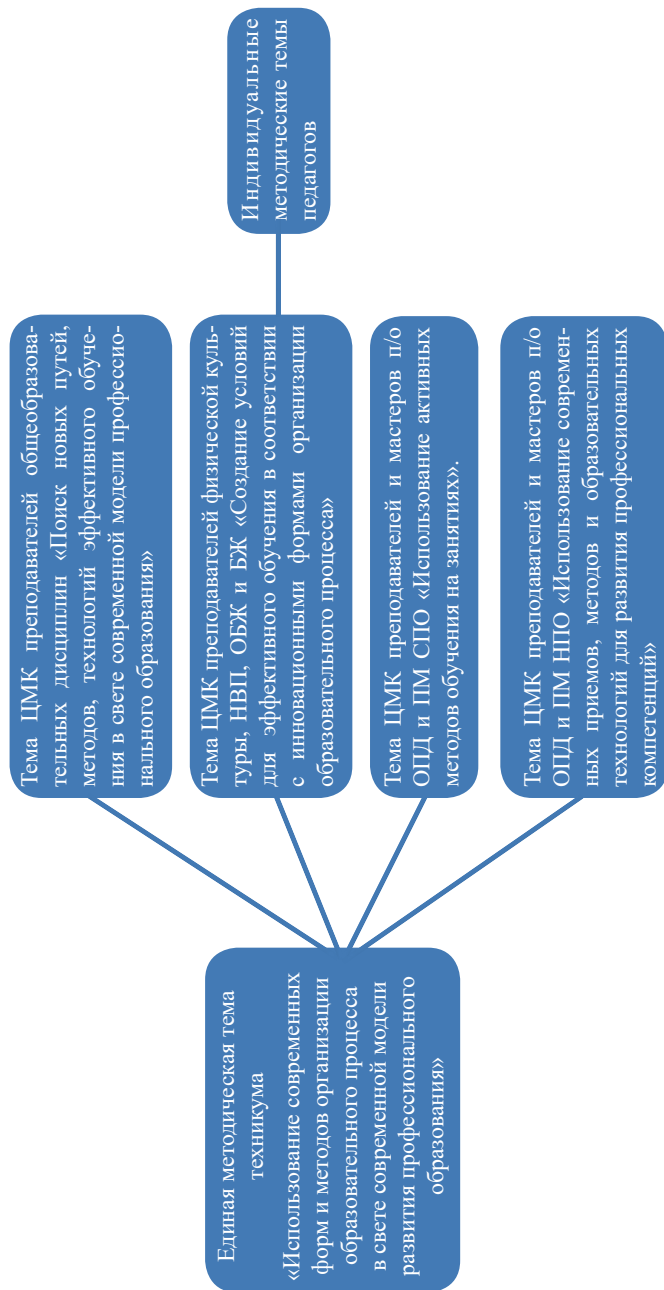 Единая методическая тема
техникума
«Использование современных
форм и методов организации
образовательного процесса
в свете современной модели
развития профессионального
образования»
Тема ЦМК преподавателей общеобразова-
тельных дисциплин «Поиск новых путей,
методов, технологий эффективного обуче-
ния в свете современной модели профессио-
нального образования»
Тема ЦМК преподавателей физической куль-
туры, НВП, ОБЖ и БЖ «Создание условий
для эффективного обучения в соответствии
с инновационными формами организации
образовательного процесса»
Тема ЦМК преподавателей и мастеров п/о
ОПД и ПМ СПО «Использование активных
методов обучения на занятиях».
Тема ЦМК преподавателей и мастеров п/о
ОПД и ПМ НПО «Использование современ-
ных приемов, методов и образовательных
технологий для развития профессиональных
компетенций»
Индивидуальные
методические темы
педагогов